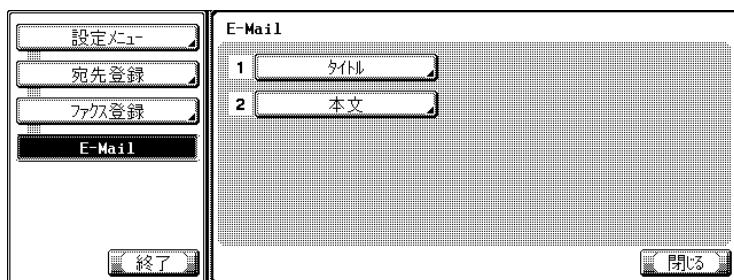 設定ﾒﾆｭｰ
宛先登録
ﾌｧｸｽ登録
E-Mail
終了
E-Mail
1 ﾀｲﾄﾙ
2 本文
閉じる